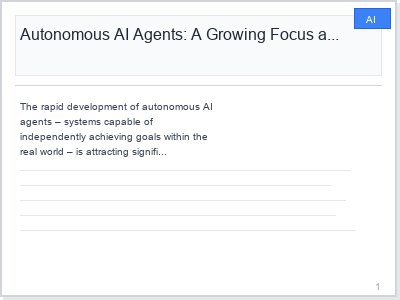 AI
Autonomous AI Agents: A Growing Focus a...
The rapid development of autonomous AI
agents – systems capable of
independently achieving goals within the
real world – is attracting signifi...
1